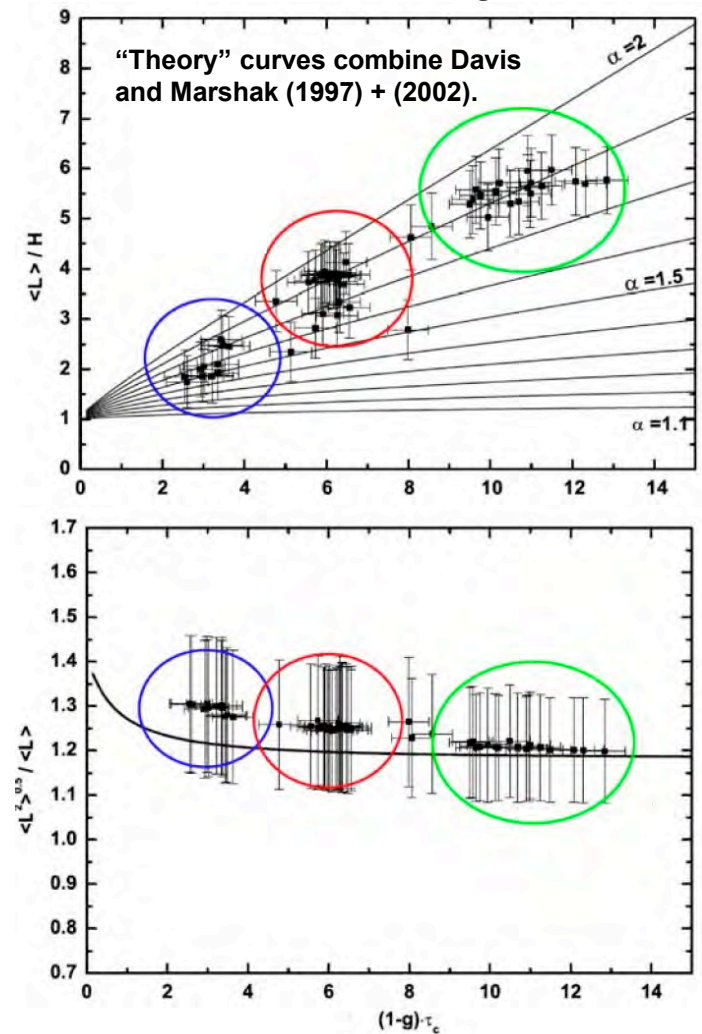 9
8
7
6
5
4
3
2
1
0
<L> / H
“Theory” curves combine Davis
and Marshak (1997) + (2002).
α =2
α =1.5
α =1.1
0 2 4 6 8 10 12 14
1.7
1.6
1.5
1.4
1.3
1.2
1.1
1.0
0.9
0.8
0.7
<L²>⁰·⁵ / <L>
0 2 4 6 8 10 12 14
(1-g)·τc